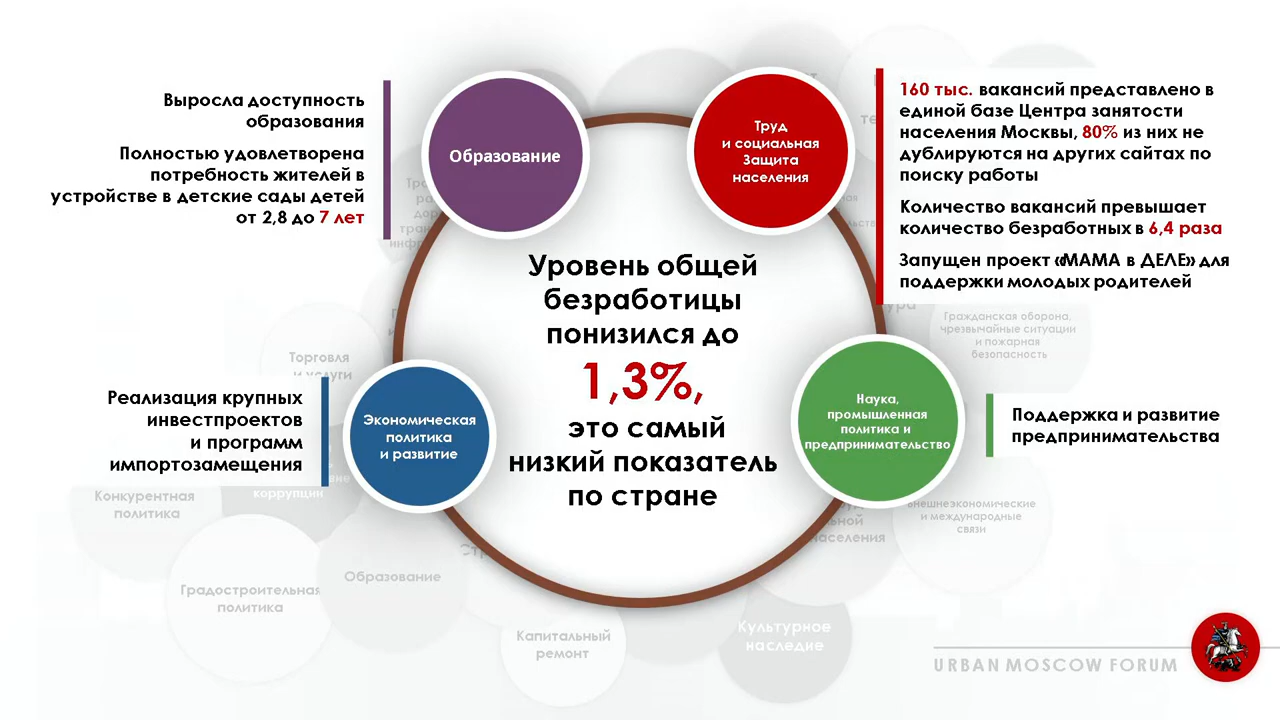 Выросла доступность
образования
Полностью удовлетворена
потребность жителей в
устройстве в детские сады детей
от 2,8 до 7 лет
Образование
Труд
и социальная
Защита
населения
160 тыс. вакансий представлено в
единой базе Центра занятости
населения Москвы, 80% из них не
дублируются на других сайтах по
поиску работы
Количество вакансий превышает
количество безработных в 6,4 раза
Запущен проект «МАМА в ДЕЛЕ» для
поддержки молодых родителей
Уровень общей
безработицы
понизился до
1,3%,
это самый
низкий показатель
по стране
Реализация крупных
инвестпроектов
и программ
импортозамещения
Экономическая
политика
и развитие
Наука,
промышленная
политика и
предпринимательство
Поддержка и развитие
предпринимательства
Гражданская оборона,
чрезвычайные ситуации
и пожарная
безопасность
Торговля
и услуги
Конкурентная
политика
коррупции
Внешнеэкономические
и международные
связи
населения
Образование
Градостроительная
политика
Капитальный
ремонт
Культурное
наследие
URBAN MOSCOW FORUM